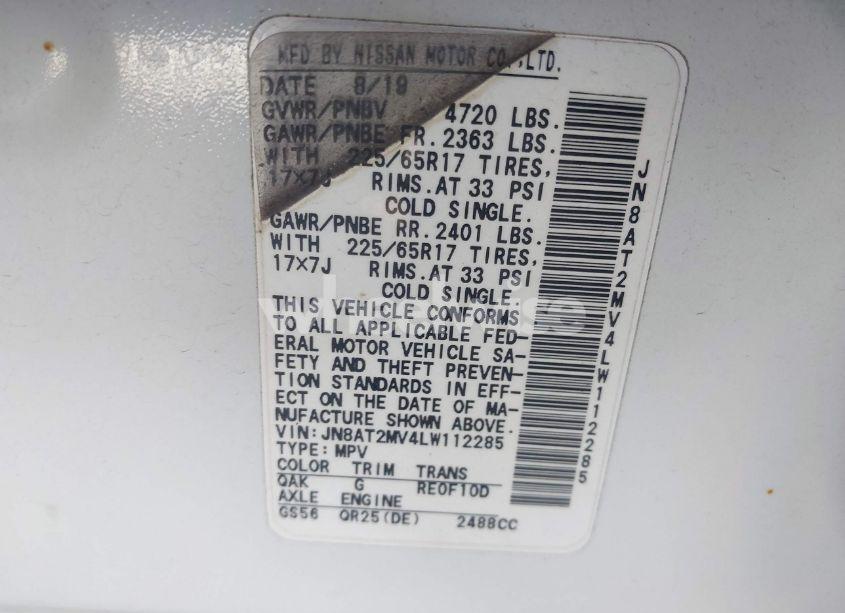 MFD BY NISSAN MOTOR CO.,LTD.
DATE 8/19
GVWR/PNBV 4720 LBS.
GAWR/PNBE FR. 2363 LBS.
WITH 225/65R17 TIRES,
17X7J RIMS. AT 33 PSI
COLD SINGLE.
GAWR/PNBE RR. 2401 LBS.
WITH 225/65R17 TIRES,
17X7J RIMS. AT 33 PSI
COLD SINGLE.
THIS VEHICLE CONFORMS
TO ALL APPLICABLE FED-
ERAL MOTOR VEHICLE SA-
FETY AND THEFT PREVEN-
TION STANDARDS IN EFF-
ECT ON THE DATE OF MA-
NUFACTURE SHOWN ABOVE.
VIN:JN8AT2MV4LW112285
TYPE:MPV
COLOR TRIM TRANS
QAK G RE0F10D
AXLE ENGINE
GS56 QR25(DE) 2488CC
JN8AT2MV4LW112285